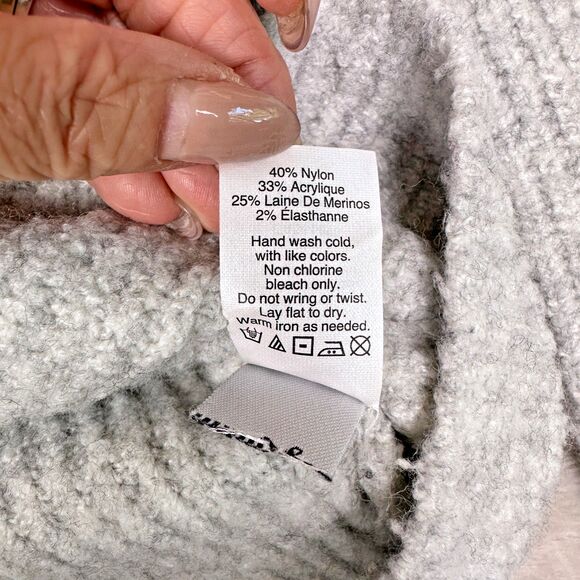 40% Nylon
33% Acrylique
25% Laine De Merinos
2% Élasthanne
Hand wash cold,
with like colors.
Non chlorine
bleach only.
Do not wring or twist.
Lay flat to dry.
Warm iron as needed.